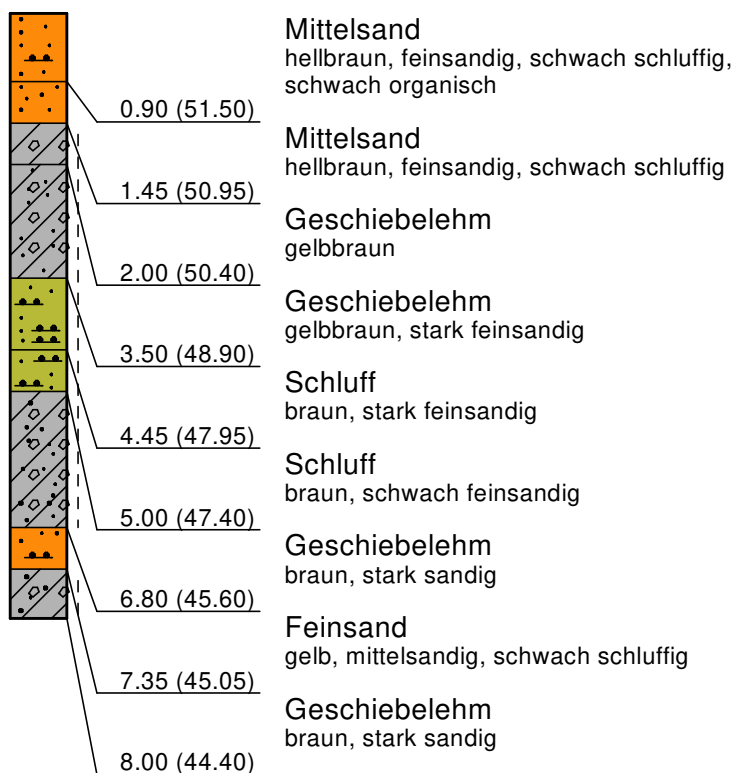 Mittelsand
hellbraun, feinsandig, schwach schluffig,
schwach organisch
0.90 (51.50)
Mittelsand
hellbraun, feinsandig, schwach schluffig
1.45 (50.95)
Geschiebelehm
gelbbraun
2.00 (50.40)
Geschiebelehm
gelbbraun, stark feinsandig
3.50 (48.90)
Schluff
braun, stark feinsandig
4.45 (47.95)
Schluff
braun, schwach feinsandig
5.00 (47.40)
Geschiebelehm
braun, stark sandig
6.80 (45.60)
Feinsand
gelb, mittelsandig, schwach schluffig
7.35 (45.05)
Geschiebelehm
braun, stark sandig
8.00 (44.40)